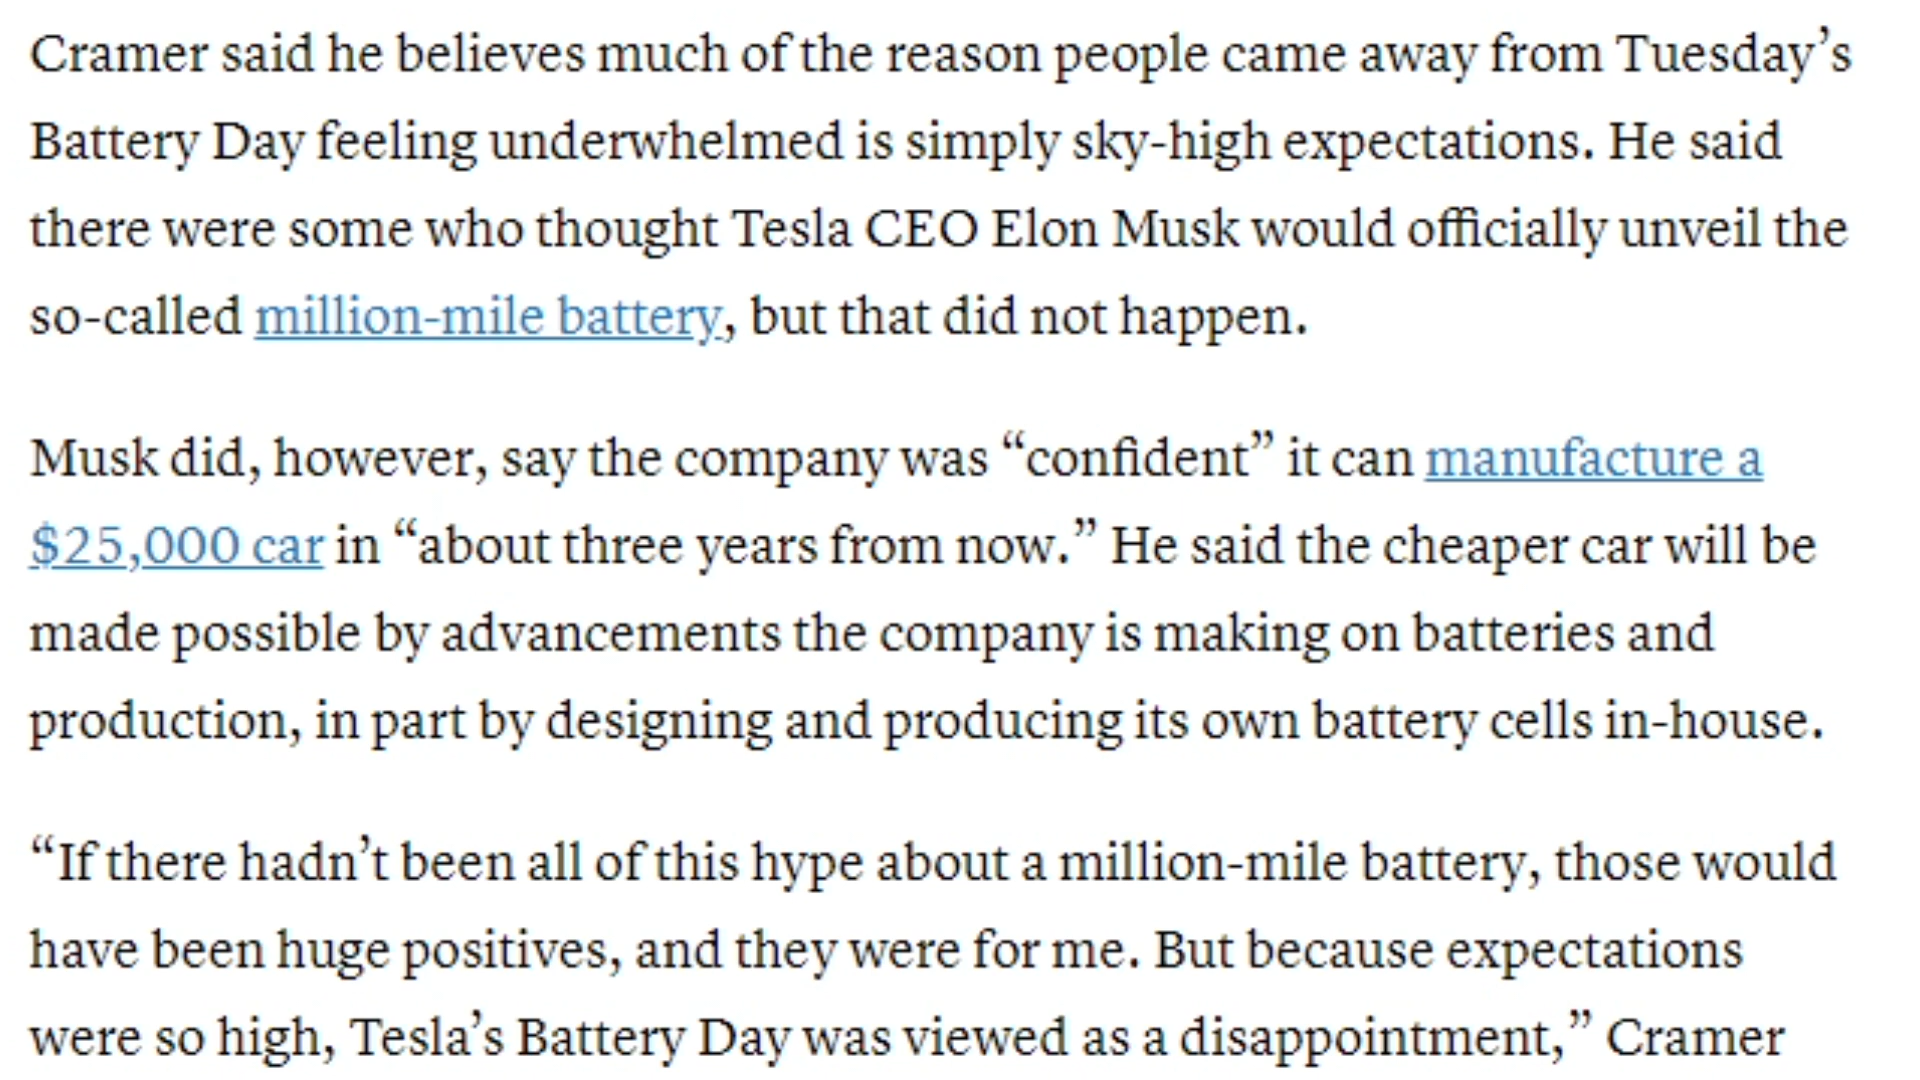 Cramer said he believes much of the reason people came away from Tuesday’s
Battery Day feeling underwhelmed is simply sky-high expectations. He said
there were some who thought Tesla CEO Elon Musk would officially unveil the
so-called million-mile battery, but that did not happen.
Musk did, however, say the company was “confident” it can manufacture a
$25,000 car in “about three years from now.” He said the cheaper car will be
made possible by advancements the company is making on batteries and
production, in part by designing and producing its own battery cells in-house.
“If there hadn’t been all of this hype about a million-mile battery, those would
have been huge positives, and they were for me. But because expectations
were so high, Tesla’s Battery Day was viewed as a disappointment,” Cramer